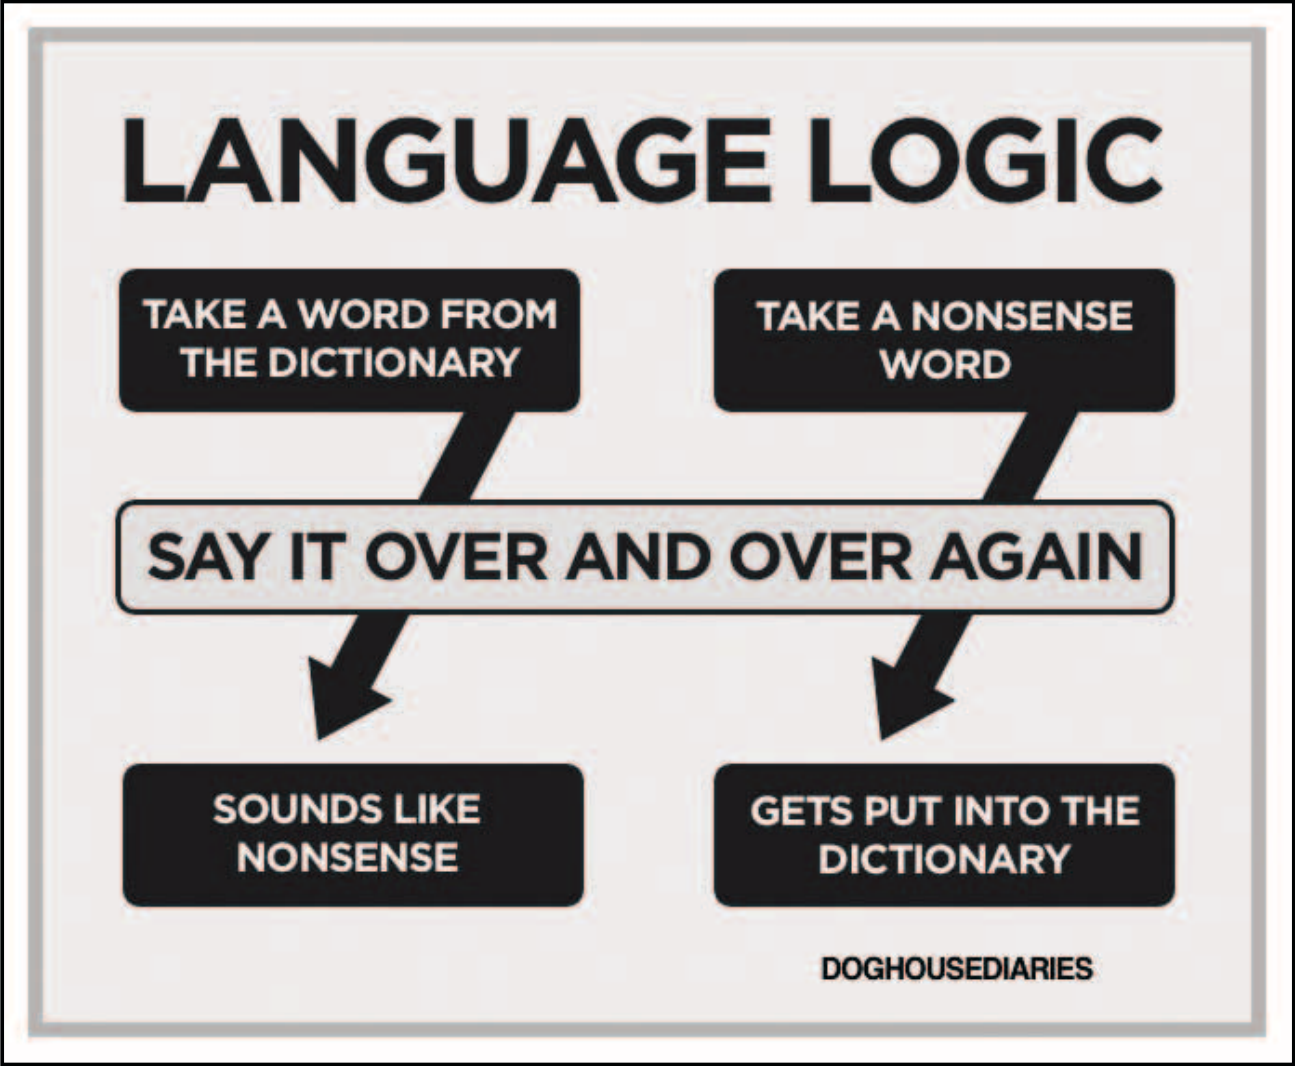 LANGUAGE LOGIC
TAKE A WORD FROM
THE DICTIONARY
TAKE A NONSENSE
WORD
SAY IT OVER AND OVER AGAIN
SOUNDS LIKE
NONSENSE
GETS PUT INTO THE
DICTIONARY
DOGHOUSEDIARIES